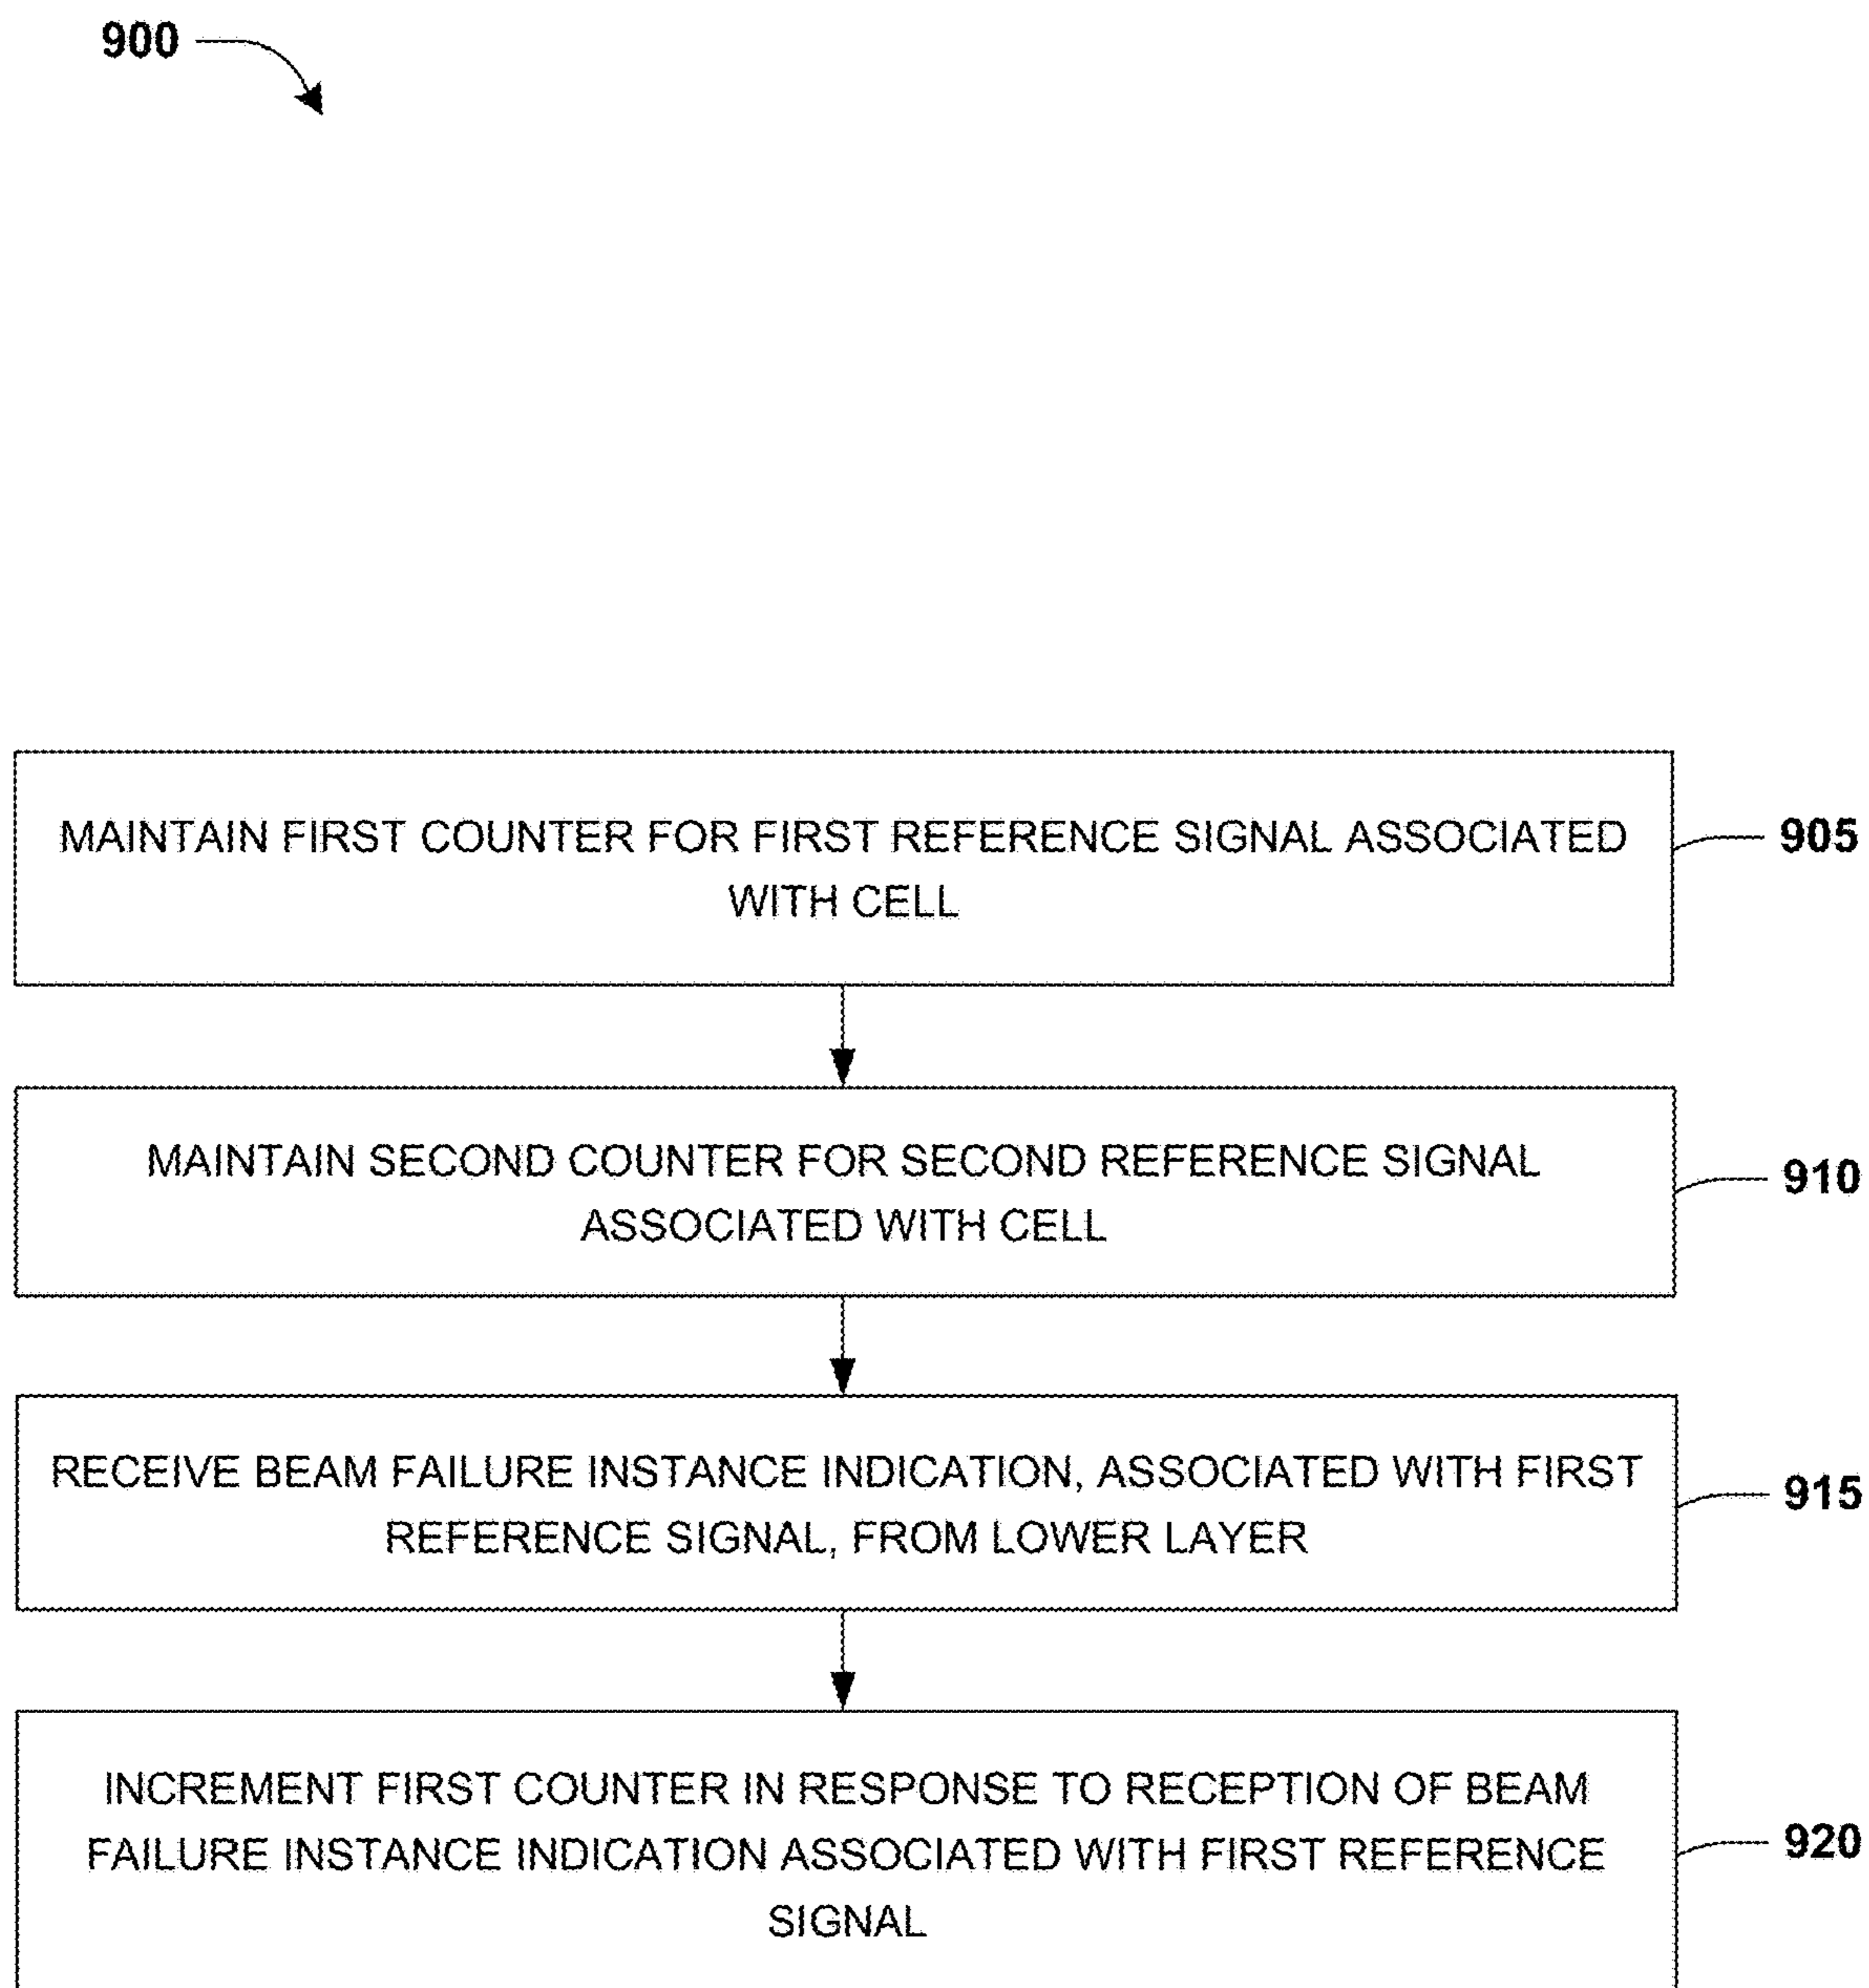 900
MAINTAIN FIRST COUNTER FOR FIRST REFERENCE SIGNAL ASSOCIATED
WITH CELL
905
MAINTAIN SECOND COUNTER FOR SECOND REFERENCE SIGNAL
ASSOCIATED WITH CELL
910
RECEIVE BEAM FAILURE INSTANCE INDICATION, ASSOCIATED WITH FIRST
REFERENCE SIGNAL, FROM LOWER LAYER
915
INCREMENT FIRST COUNTER IN RESPONSE TO RECEPTION OF BEAM
FAILURE INSTANCE INDICATION ASSOCIATED WITH FIRST REFERENCE
SIGNAL
920